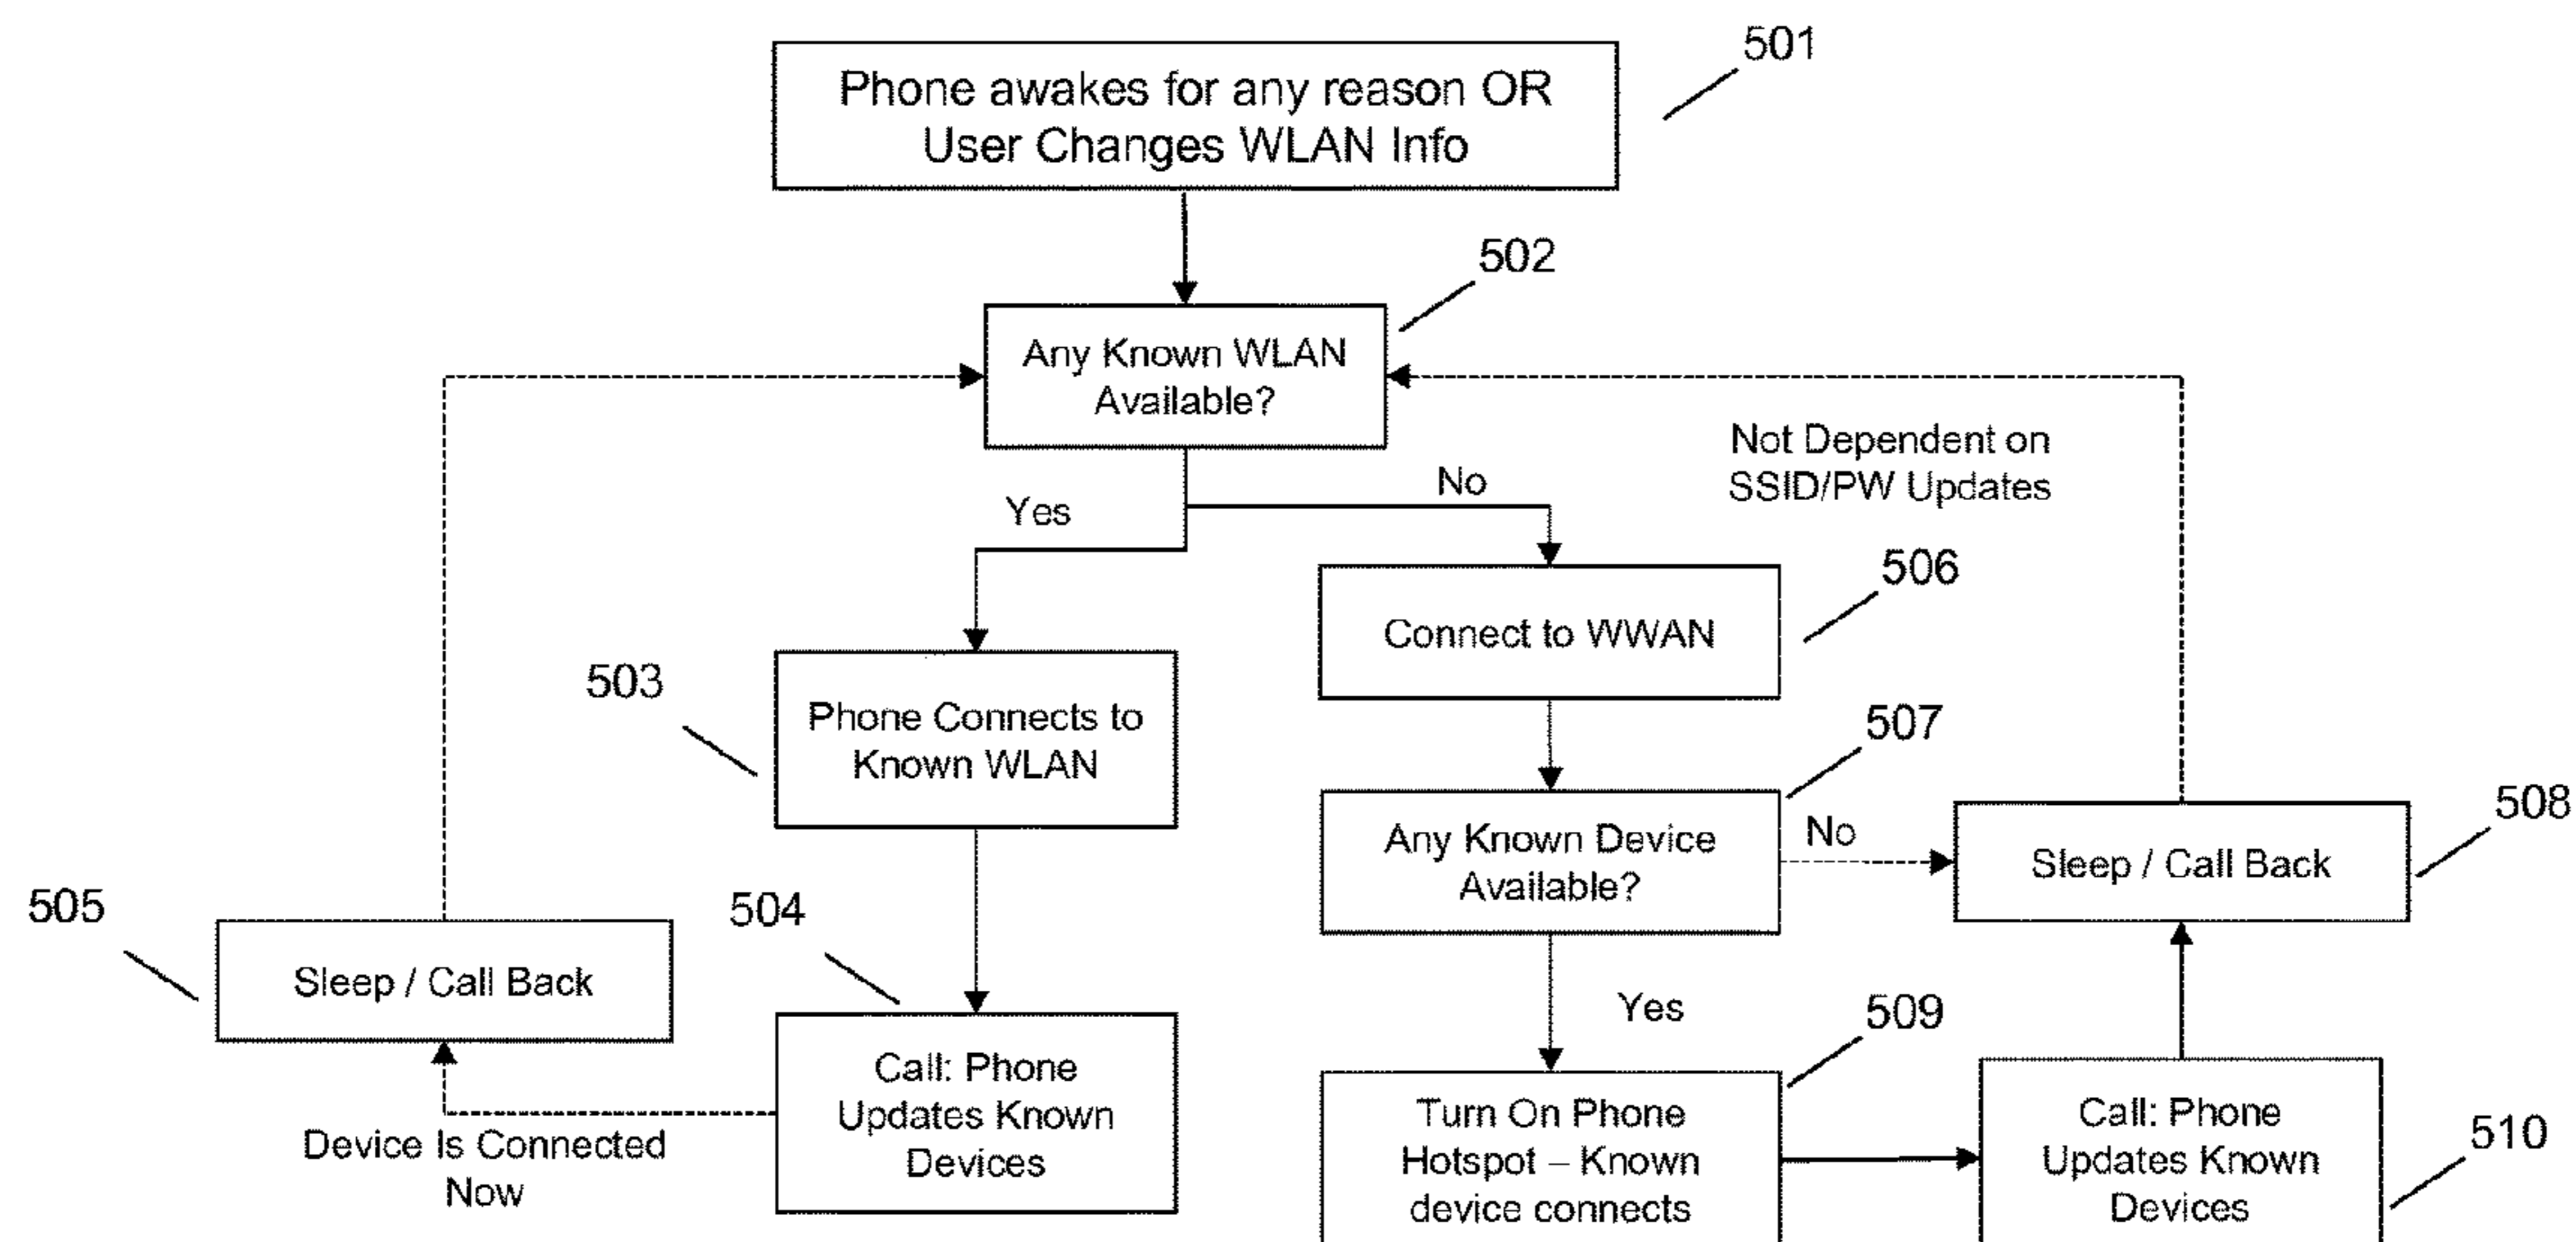 501
Phone awakes for any reason OR
User Changes WLAN Info
502
Any Known WLAN
Available?
Not Dependent on
SSID/PW Updates
No
Yes
506
Connect to WWAN
503
Phone Connects to
Known WLAN
507
Any Known Device
Available?
No
508
Sleep / Call Back
505
Sleep / Call Back
504
Yes
509
Call: Phone
Updates Known
Devices
Device Is Connected
Now
Turn On Phone
Hotspot – Known
device connects
Call: Phone
Updates Known
Devices
510